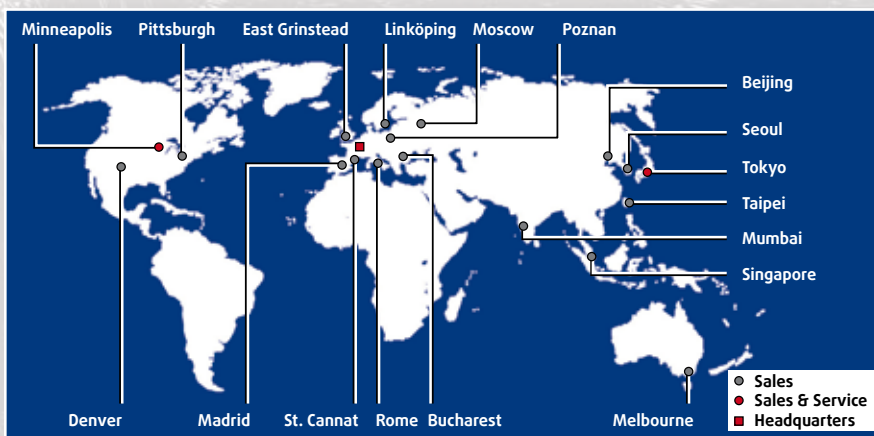 Minneapolis Pittsburgh East Grinstead Linköping Moscow Poznan
Beijing
Seoul
Tokyo
Taipei
Mumbai
Singapore
Denver Madrid St. Cannat Rome Bucharest Melbourne
Sales
Sales & Service
Headquarters